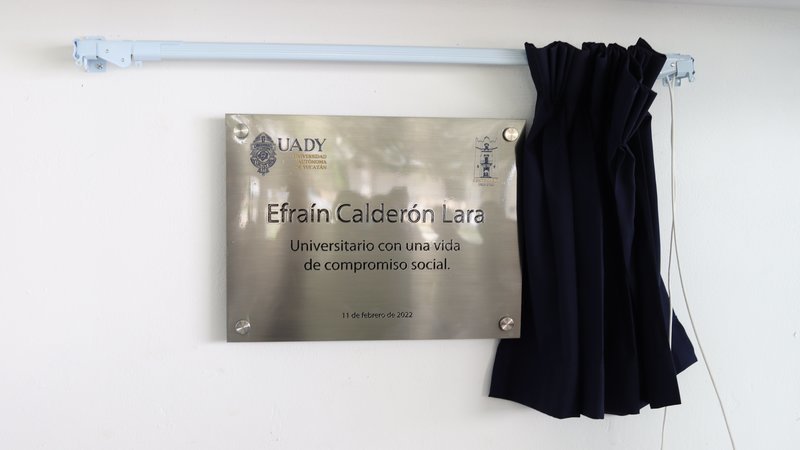 UADY
UNIVERSIDAD
AUTÓNOMA
DE YUCATÁN
Efraín Calderón Lara
Universitario con una vida
de compromiso social.
11 de febrero de 2022